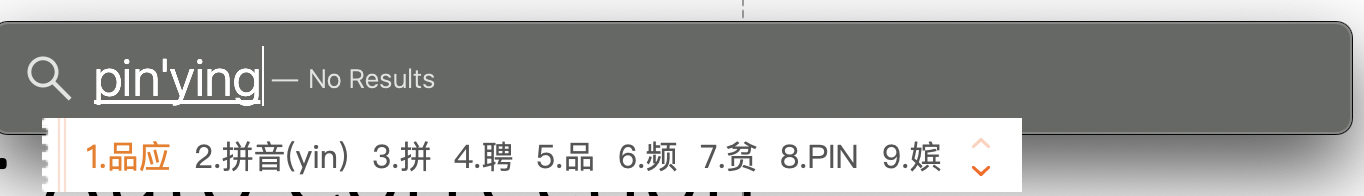 pin'ying — No Results
1.品应 2.拼音(yin) 3.拼 4.聘 5.品 6.频 7.贫 8.PIN 9.嫔